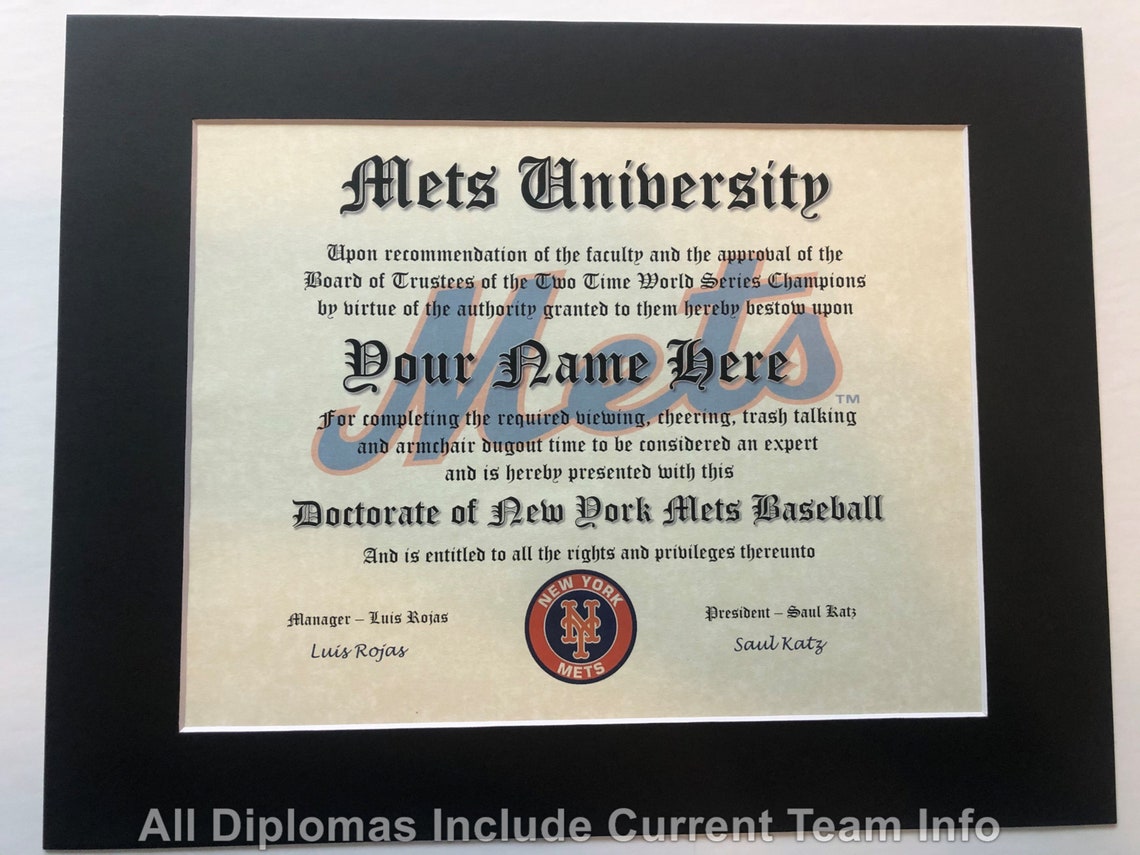 Mets University
Upon recommendation of the faculty and the approval of the
Board of Trustees of the Two Time World Series Champions
by virtue of the authority granted to them hereby bestow upon
Mets
Your Name Here
TM
For completing the required viewing, cheering, trash talking
and armchair dugout time to be considered an expert
and is hereby presented with this
Doctorate of New York Mets Baseball
And is entitled to all the rights and privileges thereunto
Manager – Luis Rojas
Luis Rojas
NEW YORK
NY
METS
President – Saul Katz
Saul Katz
All Diplomas Include Current Team Info